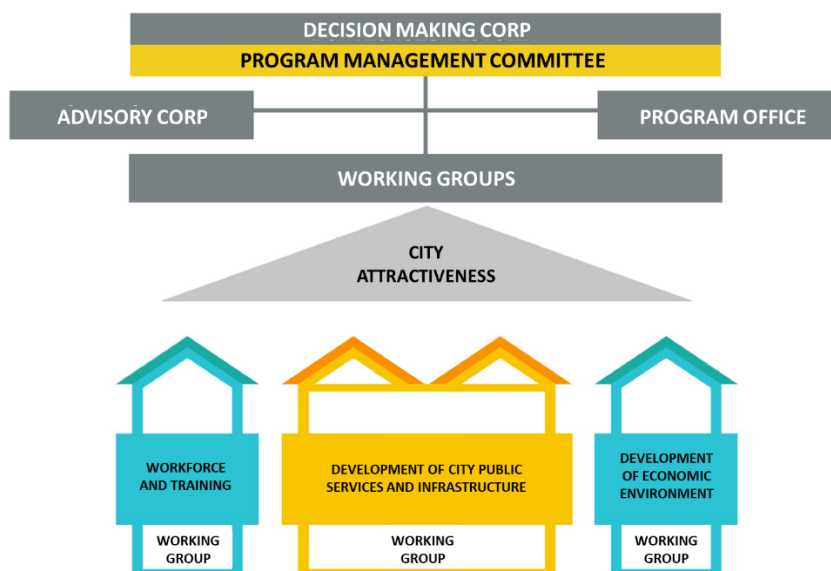 DECISION MAKING CORP
PROGRAM MANAGEMENT COMMITTEE
ADVISORY CORP
PROGRAM OFFICE
WORKING GROUPS
CITY
ATTRACTIVENESS
WORKFORCE
AND TRAINING
DEVELOPMENT OF CITY PUBLIC
SERVICES AND INFRASTRUCTURE
DEVELOPMENT
OF ECONOMIC
ENVIRONMENT
WORKING
GROUP
WORKING
GROUP
WORKING
GROUP